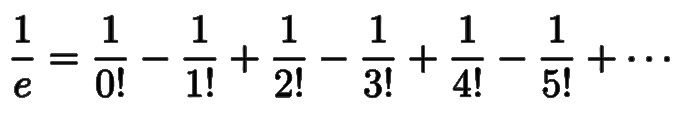 1/e = 1/0! − 1/1! + 1/2! − 1/3! + 1/4! − 1/5! + ⋯